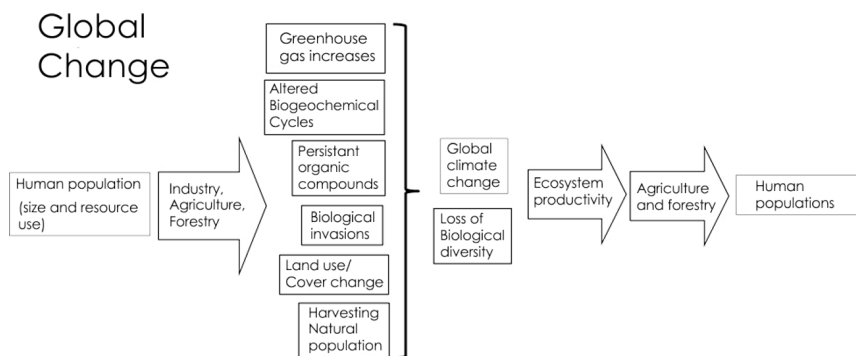 Global
Change
Human population
(size and resource
use)
Industry,
Agriculture,
Forestry
Greenhouse
gas increases
Altered
Biogeochemical
Cycles
Persistant
organic
compounds
Biological
invasions
Land use/
Cover change
Harvesting
Natural
population
Global
climate
change
Loss of
Biological
diversity
Ecosystem
productivity
Agriculture
and forestry
Human
populations